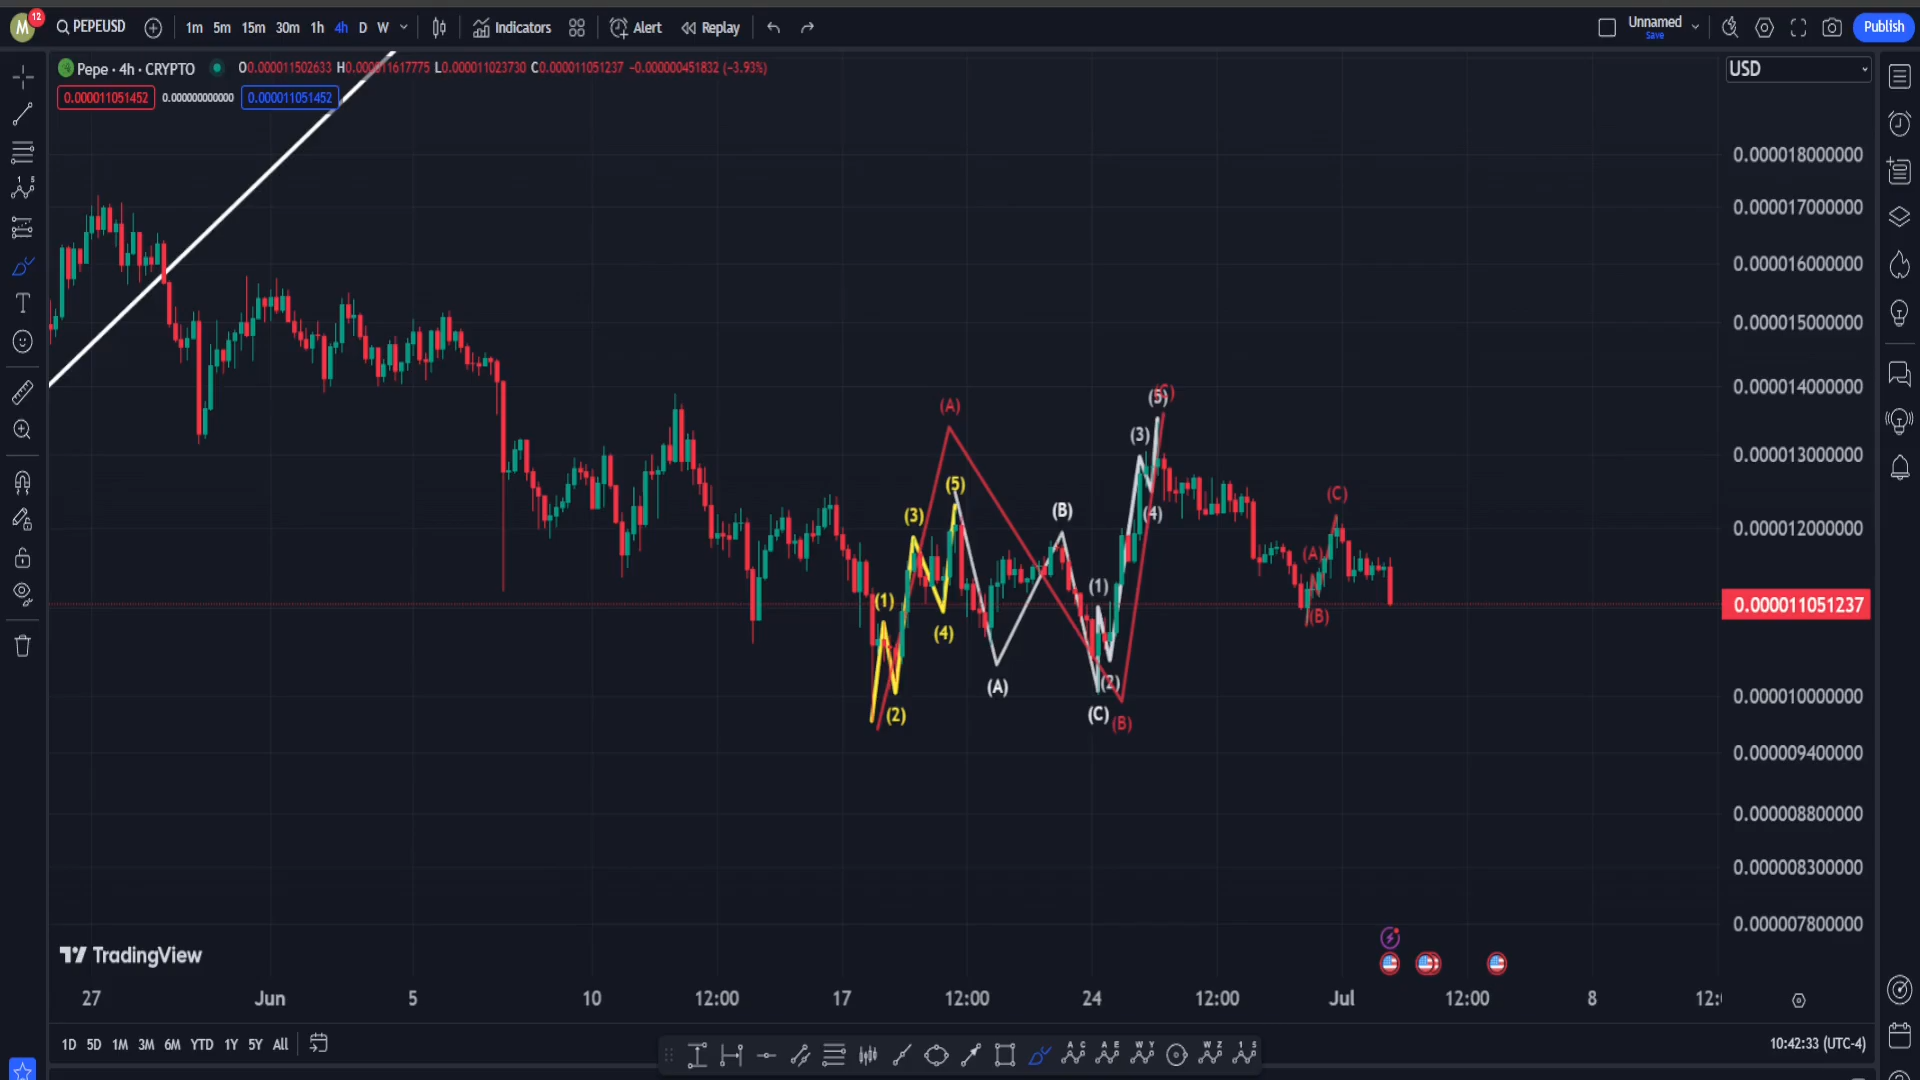 M 12 PEPEUSD 1m 5m 15m 30m 1h 4h D W Indicators Alert Replay Unnamed Save Publish
Pepe · 4h · CRYPTO O0.000011502633 H0.000011617775 L0.000011023730 C0.000011051237 −0.000000451832 (−3.93%)
USD
0.000011051452 0.000000000000 0.000011051452
0.000018000000
0.000017000000
0.000016000000
0.000015000000
0.000014000000
0.000013000000
0.000012000000
0.000011051237
0.000010000000
0.000009400000
0.000008800000
0.000008300000
0.000007800000
(A)
(5)
(C)
(3)
(5)
(C)
(3)
(B)
(4)
(A)
(1)
(1)
(B)
(4)
(A)
(2)
(2)
(C)
(B)
TradingView
27 Jun 5 10 12:00 17 12:00 24 12:00 Jul 12:00 8
1D 5D 1M 3M 6M YTD 1Y 5Y All
10:42:33 (UTC-4)